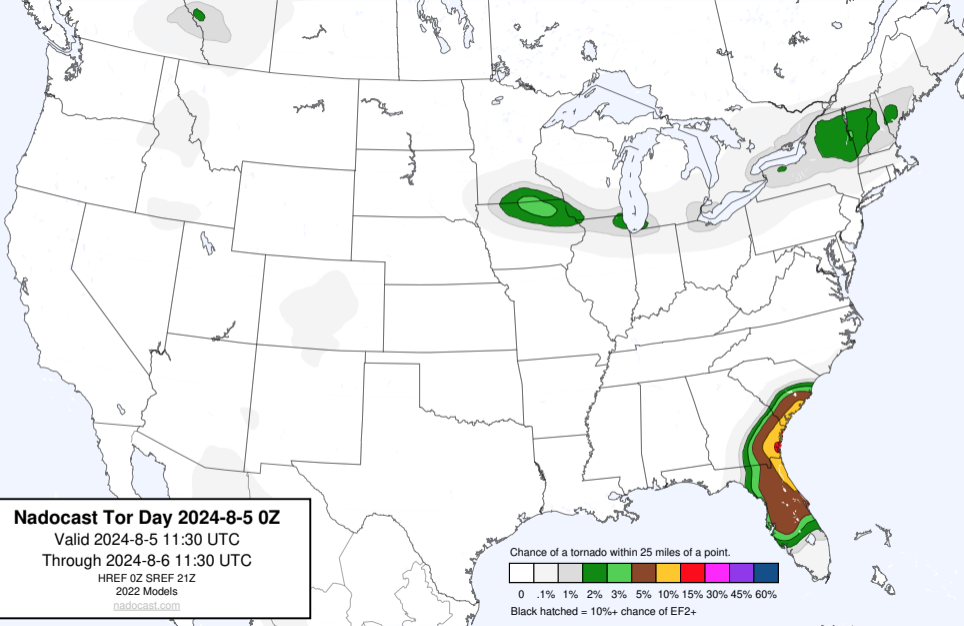 Nadocast Tor Day 2024-8-5 0Z
Valid 2024-8-5 11:30 UTC
Through 2024-8-6 11:30 UTC
HREF 0Z SREF 21Z
2022 Models
nadocast.com
Chance of a tornado within 25 miles of a point.
0 .1% 1% 2% 3% 5% 10% 15% 30% 45% 60%
Black hatched = 10%+ chance of EF2+